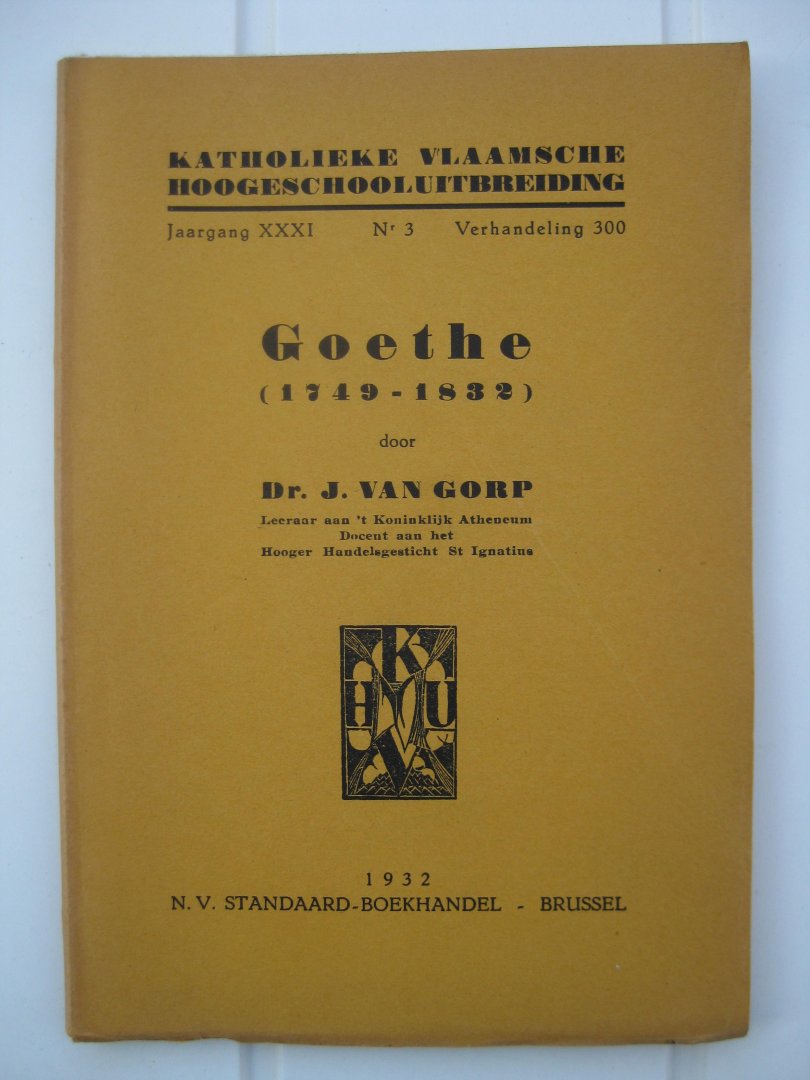 KATHOLIEKE VLAAMSCHE
HOOGESCHOOLUITBREIDING
Jaargang XXXI Nr 3 Verhandeling 300
Goethe
(1749-1832)
door
Dr. J. VAN GORP
Leeraar aan 't Koninklijk Atheneum
Docent aan het
Hooger Handelsgesticht St Ignatius
K
H U
V
1932
N. V. STANDAARD-BOEKHANDEL - BRUSSEL